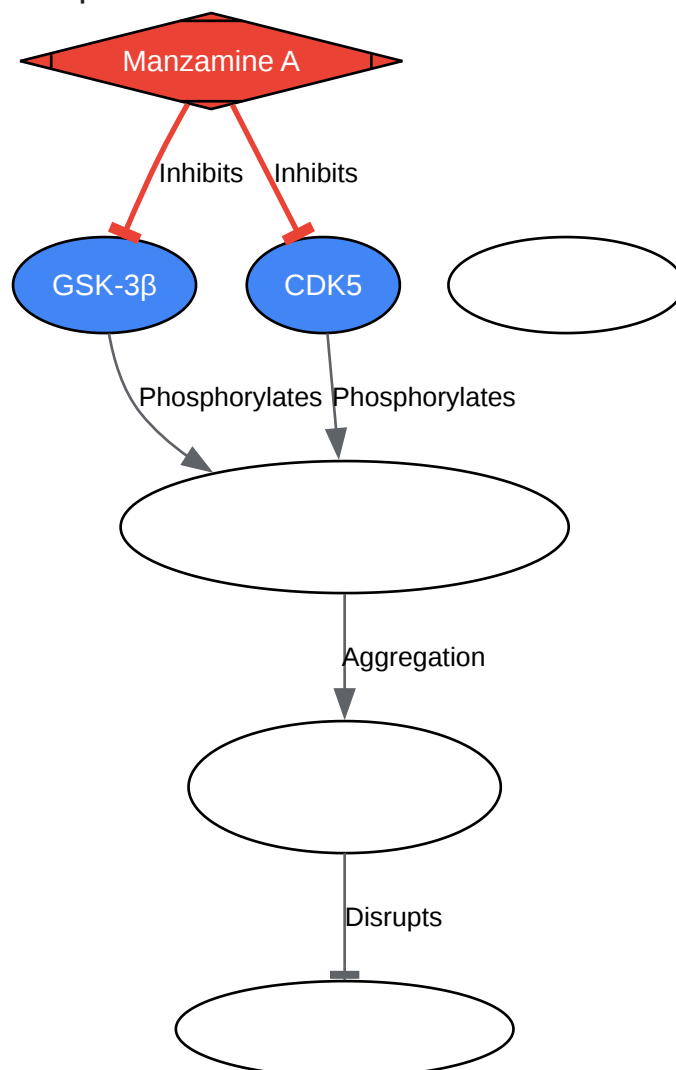 Manzamine A
Inhibits Inhibits
GSK-3β CDK5
Phosphorylates Phosphorylates
Aggregation
Disrupts